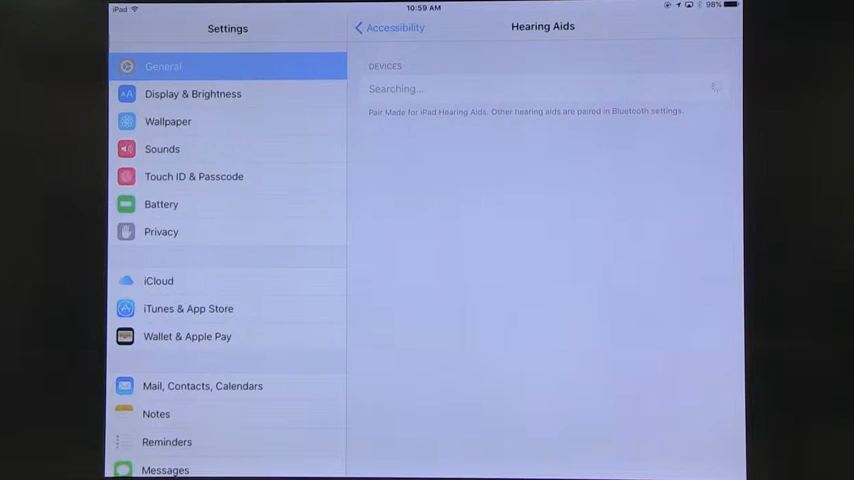 iPad
10:59 AM
98%
Settings
Accessibility
Hearing Aids
General
Display & Brightness
Wallpaper
Sounds
Touch ID & Passcode
Battery
Privacy
iCloud
iTunes & App Store
Wallet & Apple Pay
Mail, Contacts, Calendars
Notes
Reminders
Messages
DEVICES
Searching...
Pair Made for iPad Hearing Aids. Other hearing aids are paired in Bluetooth settings.